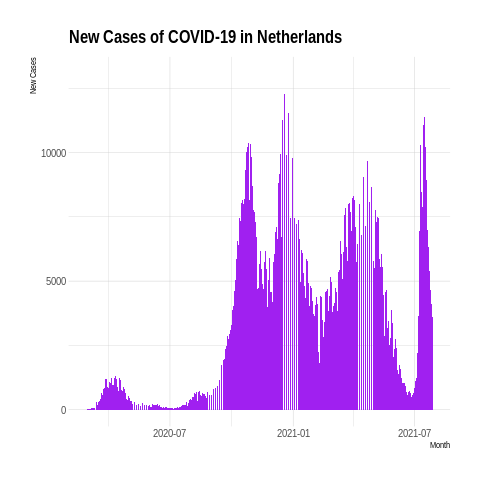 New Cases of COVID-19 in Netherlands
New Cases
10000
5000
0
2020-07
2021-01
2021-07
Month